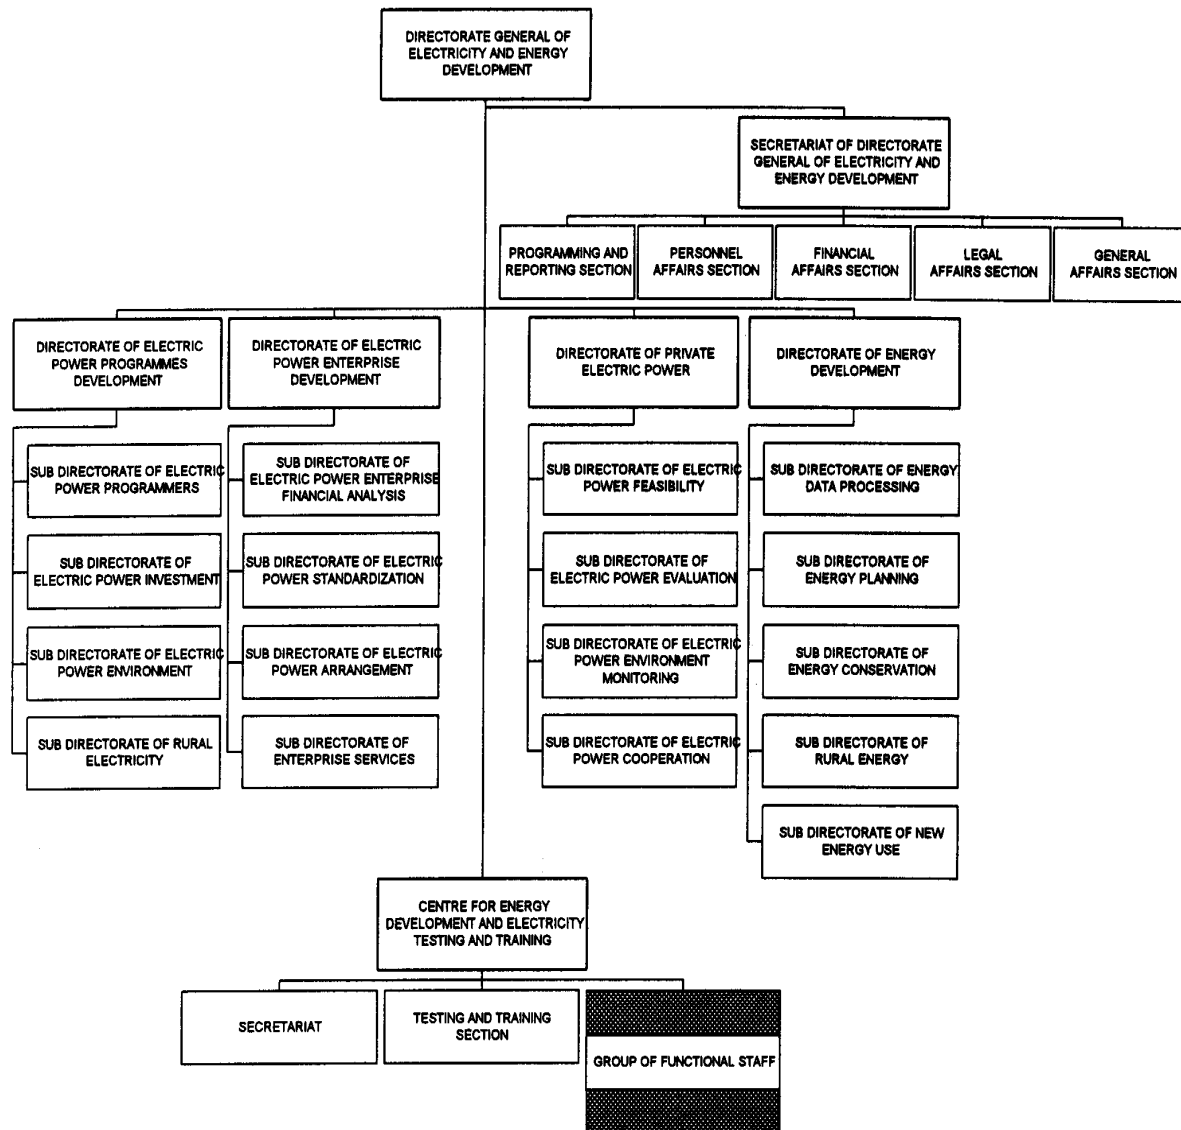 DIRECTORATE GENERAL OF
ELECTRICITY AND ENERGY
DEVELOPMENT
SECRETARIAT OF DIRECTORATE
GENERAL OF ELECTRICITY AND
ENERGY DEVELOPMENT
PROGRAMMING AND
REPORTING SECTION
PERSONNEL
AFFAIRS SECTION
FINANCIAL
AFFAIRS SECTION
LEGAL
AFFAIRS SECTION
GENERAL
AFFAIRS SECTION
DIRECTORATE OF ELECTRIC
POWER PROGRAMMES
DEVELOPMENT
DIRECTORATE OF ELECTRIC
POWER ENTERPRISE
DEVELOPMENT
DIRECTORATE OF PRIVATE
ELECTRIC POWER
DIRECTORATE OF ENERGY
DEVELOPMENT
SUB DIRECTORATE OF ELECTRIC
POWER PROGRAMMERS
SUB DIRECTORATE OF
ELECTRIC POWER INVESTMENT
SUB DIRECTORATE OF ELECTRIC
POWER ENVIRONMENT
SUB DIRECTORATE OF RURAL
ELECTRICITY
SUB DIRECTORATE OF
ELECTRIC POWER ENTERPRISE
FINANCIAL ANALYSIS
SUB DIRECTORATE OF ELECTRIC
POWER STANDARDIZATION
SUB DIRECTORATE OF ELECTRIC
POWER ARRANGEMENT
SUB DIRECTORATE OF
ENTERPRISE SERVICES
SUB DIRECTORATE OF ELECTRIC
POWER FEASIBILITY
SUB DIRECTORATE OF
ELECTRIC POWER EVALUATION
SUB DIRECTORATE OF ELECTRIC
POWER ENVIRONMENT
MONITORING
SUB DIRECTORATE OF ELECTRIC
POWER COOPERATION
SUB DIRECTORATE OF ENERGY
DATA PROCESSING
SUB DIRECTORATE OF
ENERGY PLANNING
SUB DIRECTORATE OF
ENERGY CONSERVATION
SUB DIRECTORATE OF
RURAL ENERGY
SUB DIRECTORATE OF NEW
ENERGY USE
CENTRE FOR ENERGY
DEVELOPMENT AND ELECTRICITY
TESTING AND TRAINING
SECRETARIAT
TESTING AND TRAINING
SECTION
GROUP OF FUNCTIONAL STAFF